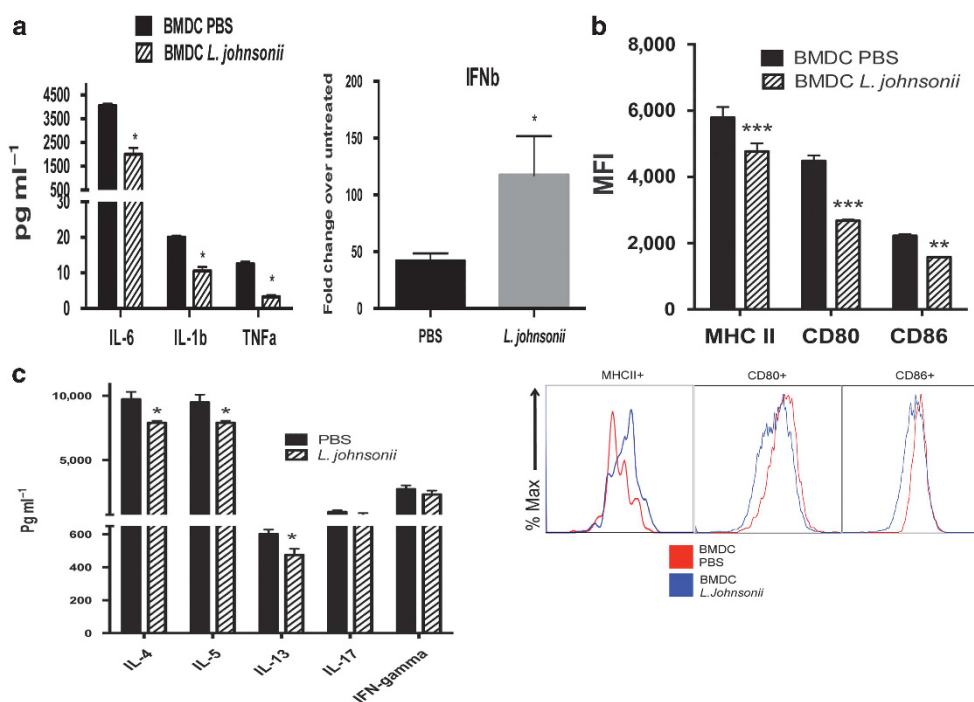 a
BMDC PBS
BMDC L. johnsonii
pg ml⁻¹
4500
3500
2500
1500
500
20
10
0
*
*
*
IL-6
IL-1b
TNFa
IFNb
Fold change over untreated
200
150
100
50
0
*
PBS
L. johnsonii
b
BMDC PBS
BMDC L. johnsonii
MFI
8,000
6,000
4,000
2,000
0
***
***
**
MHC II
CD80
CD86
MHCII+
CD80+
CD86+
% Max
BMDC
PBS
BMDC
L.Johnsonii
c
PBS
L. johnsonii
Pg ml⁻¹
10,000
5,000
600
400
200
0
*
*
*
IL-4
IL-5
IL-13
IL-17
IFN-gamma